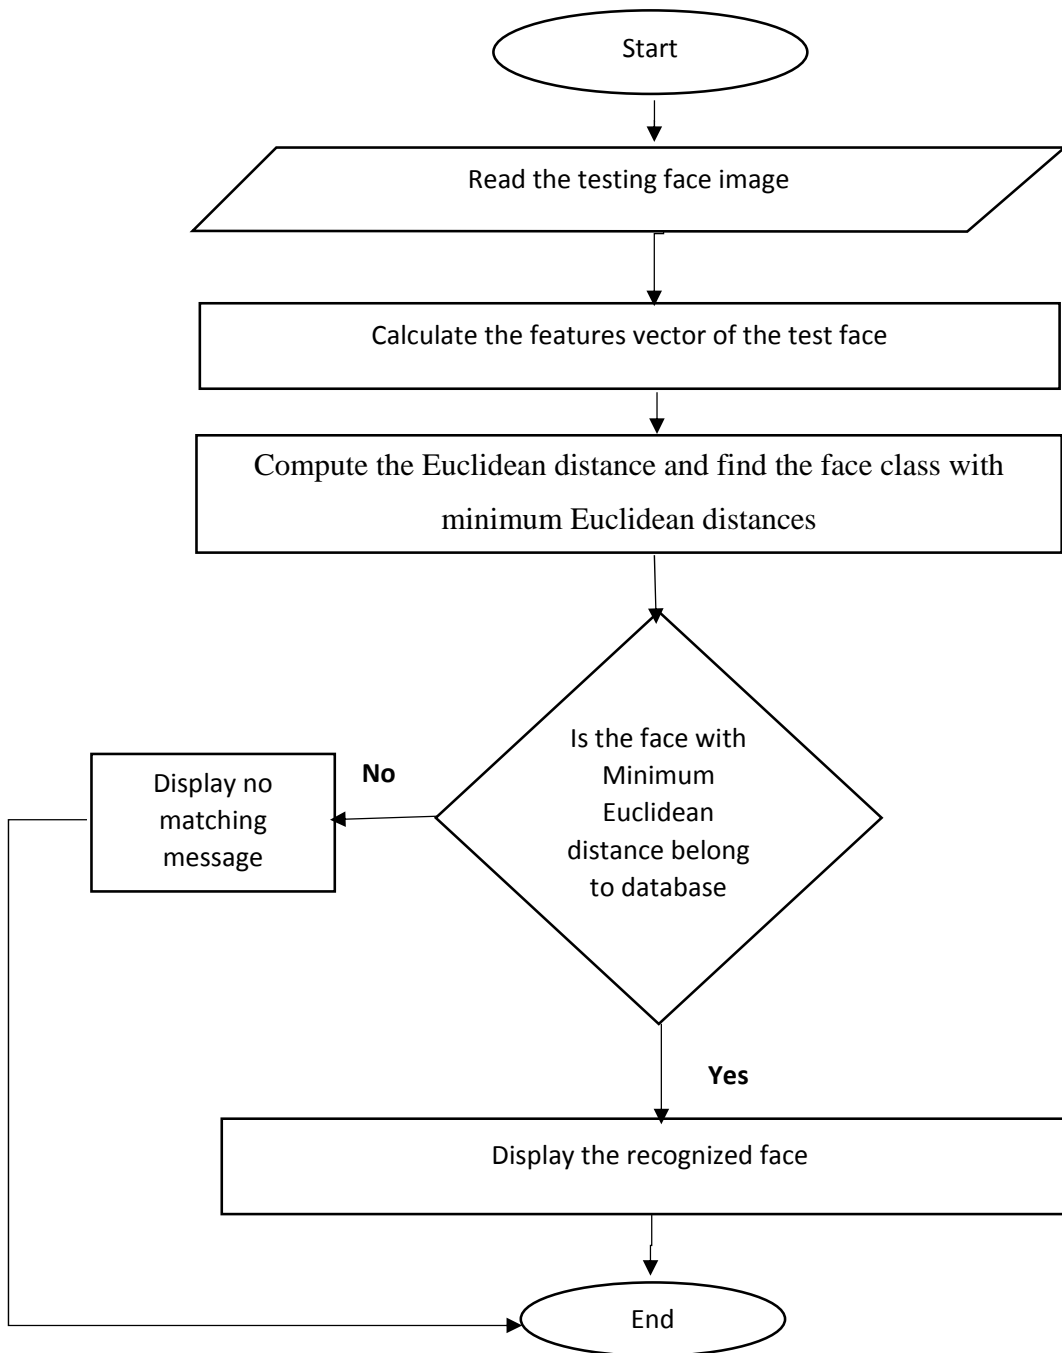 Start
Read the testing face image
Calculate the features vector of the test face
Compute the Euclidean distance and find the face class with
minimum Euclidean distances
Is the face with
Minimum
Euclidean
distance belong
to database
No
Display no
matching
message
Yes
Display the recognized face
End